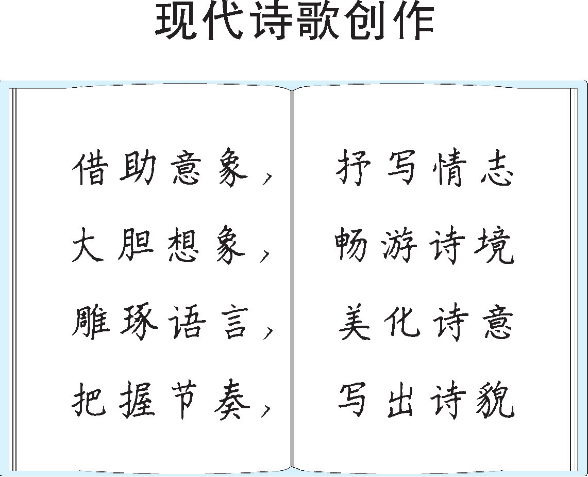 现代诗歌创作
借助意象，抒写情志
大胆想象，畅游诗境
雕琢语言，美化诗意
把握节奏，写出诗貌